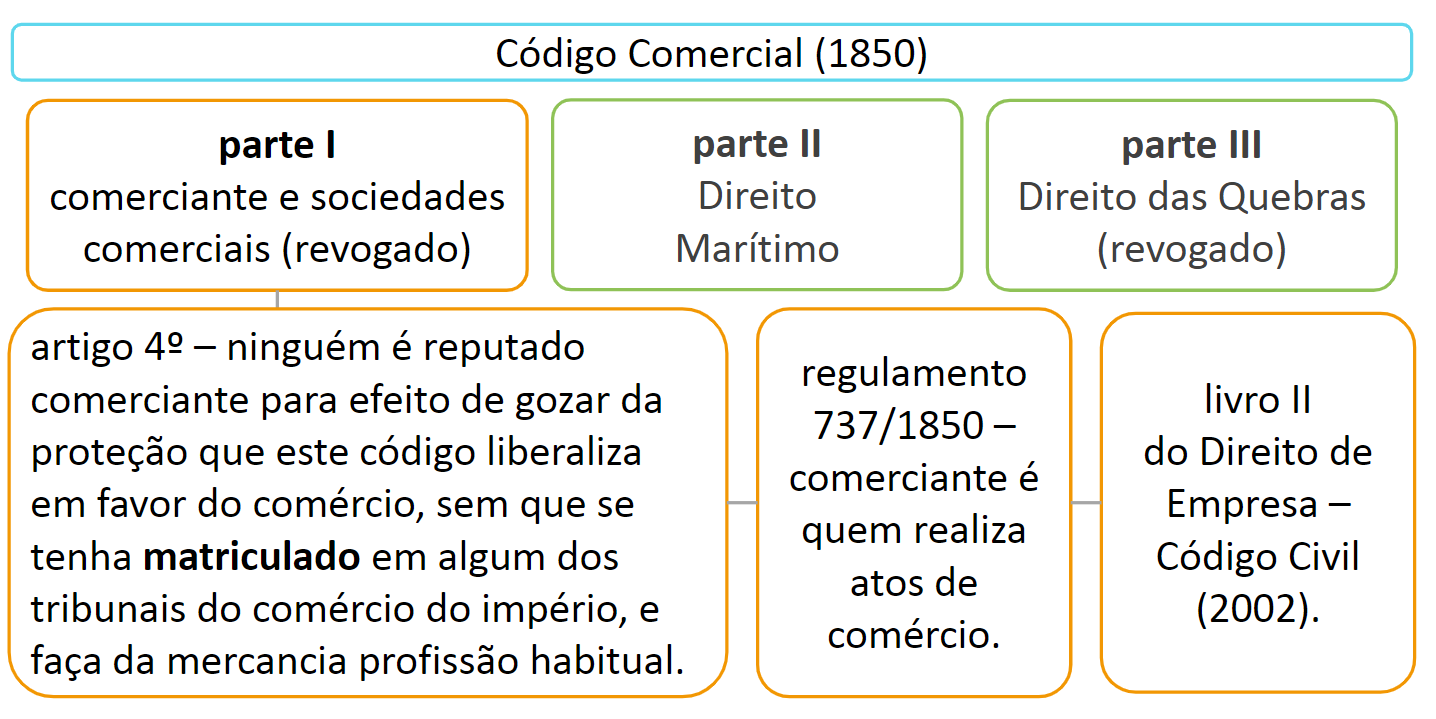 Código Comercial (1850)
parte I
comerciante e sociedades
comerciais (revogado)
parte II
Direito
Marítimo
parte III
Direito das Quebras
(revogado)
artigo 4º – ninguém é reputado
comerciante para efeito de gozar da
proteção que este código liberaliza
em favor do comércio, sem que se
tenha matriculado em algum dos
tribunais do comércio do império, e
faça da mercancia profissão habitual.
regulamento
737/1850 –
comerciante é
quem realiza
atos de
comércio.
livro II
do Direito de
Empresa –
Código Civil
(2002).